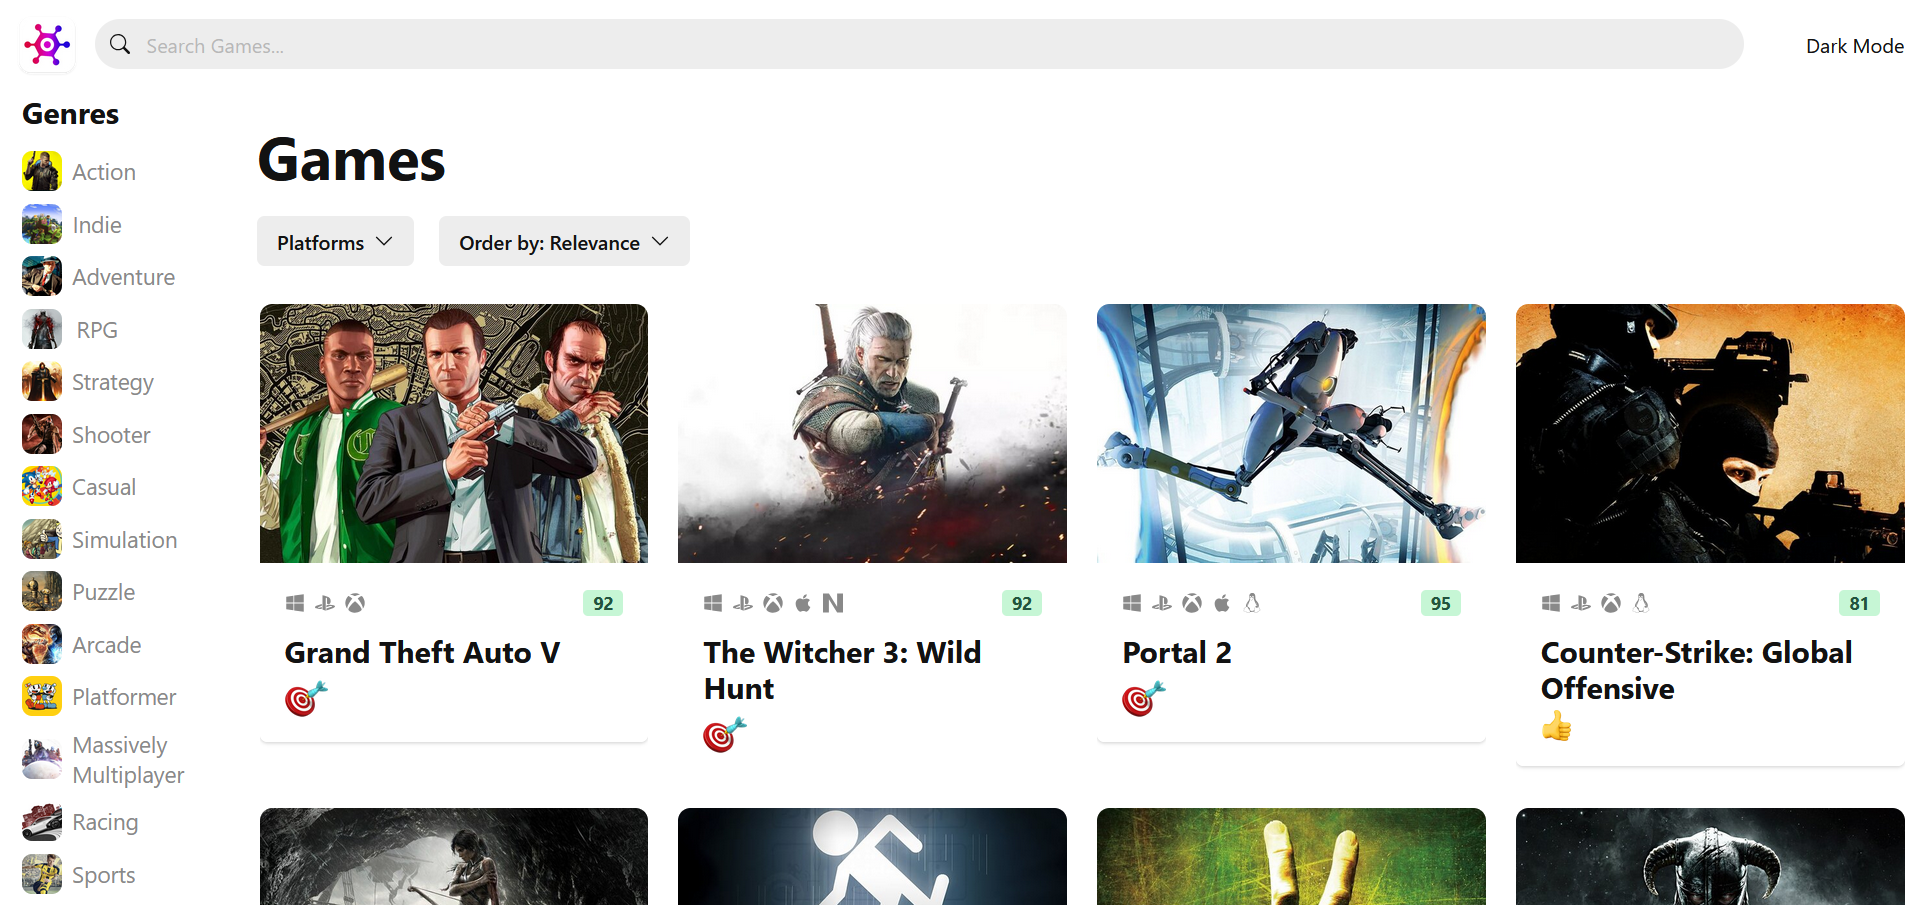 Search Games...
Dark Mode
Genres
Action
Indie
Adventure
RPG
Strategy
Shooter
Casual
Simulation
Puzzle
Arcade
Platformer
Massively
Multiplayer
Racing
Sports
Games
Platforms
Order by: Relevance
92
Grand Theft Auto V
92
The Witcher 3: Wild
Hunt
95
Portal 2
81
Counter-Strike: Global
Offensive